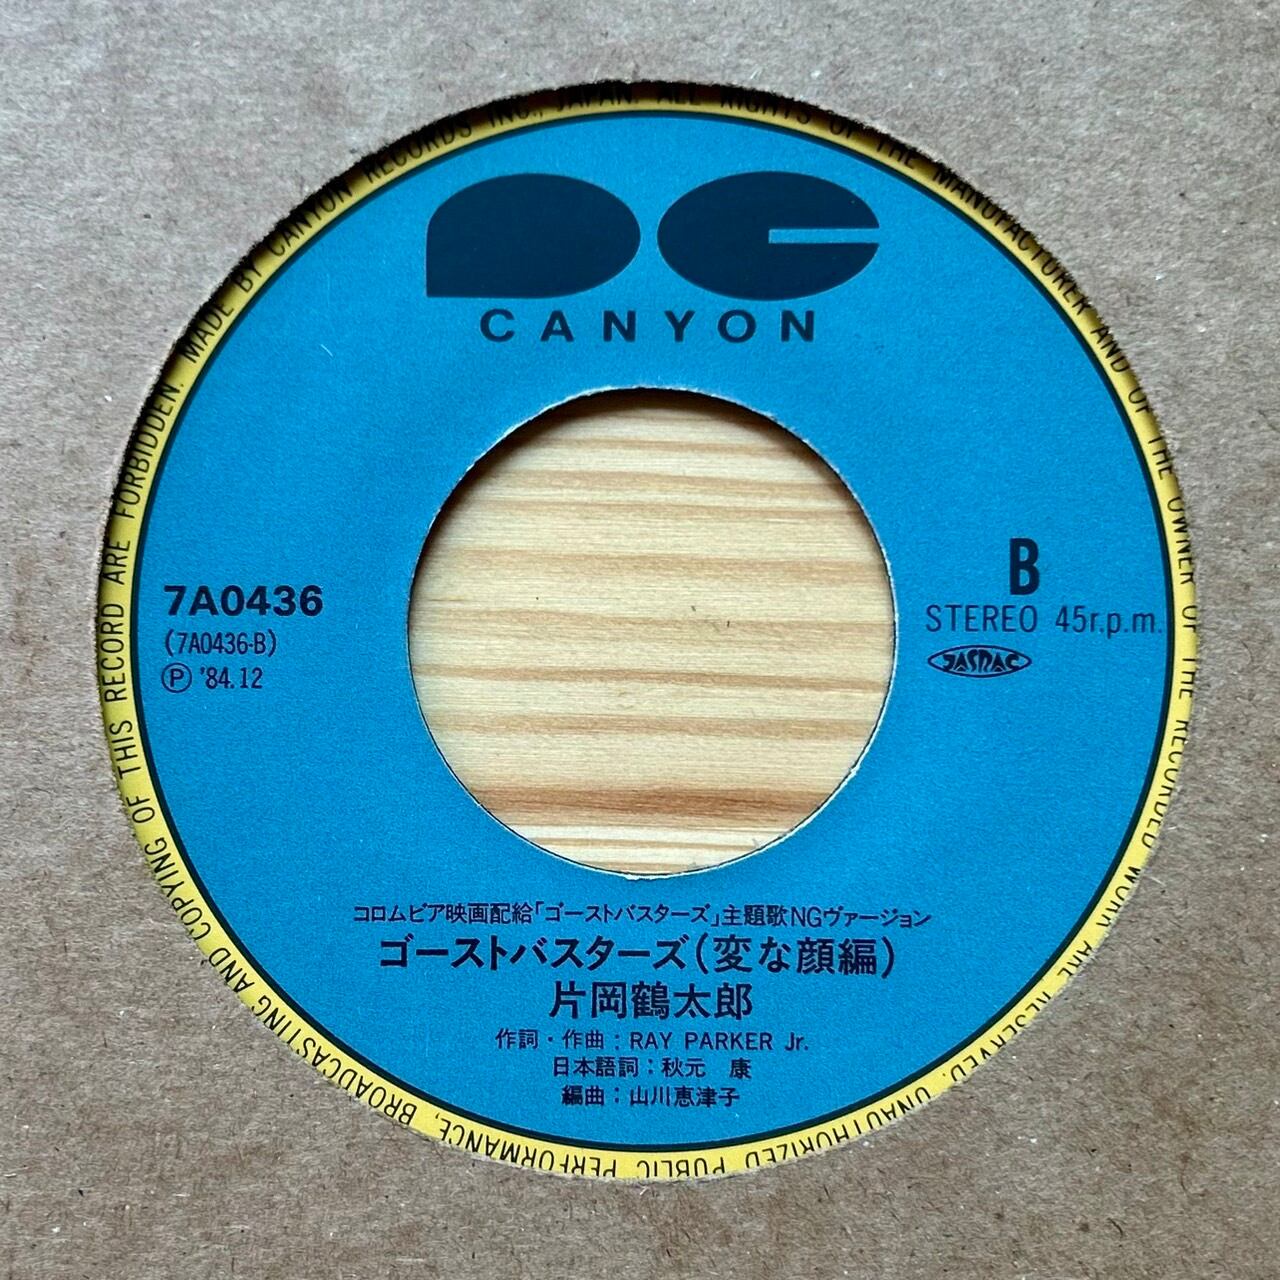 MADE BY CANYON RECORDS INC., JAPAN. ALL RIGHTS OF THE MANUFACTURER AND OF THE OWNER OF THE RECORDED WORK ARE RESERVED. UNAUTHORIZED PUBLIC PERFORMANCE, BROADCASTING AND COPYING OF THIS RECORD ARE FORBIDDEN.
CANYON
7A0436
(7A0436-B)
Ⓟ '84.12
B
STEREO 45r.p.m.
JASRAC
コロムビア映画配給「ゴーストバスターズ」主題歌NGヴァージョン
ゴーストバスターズ(変な顔編)
片岡鶴太郎
作詞・作曲：RAY PARKER Jr.
日本語詞：秋元　康
編曲：山川恵津子